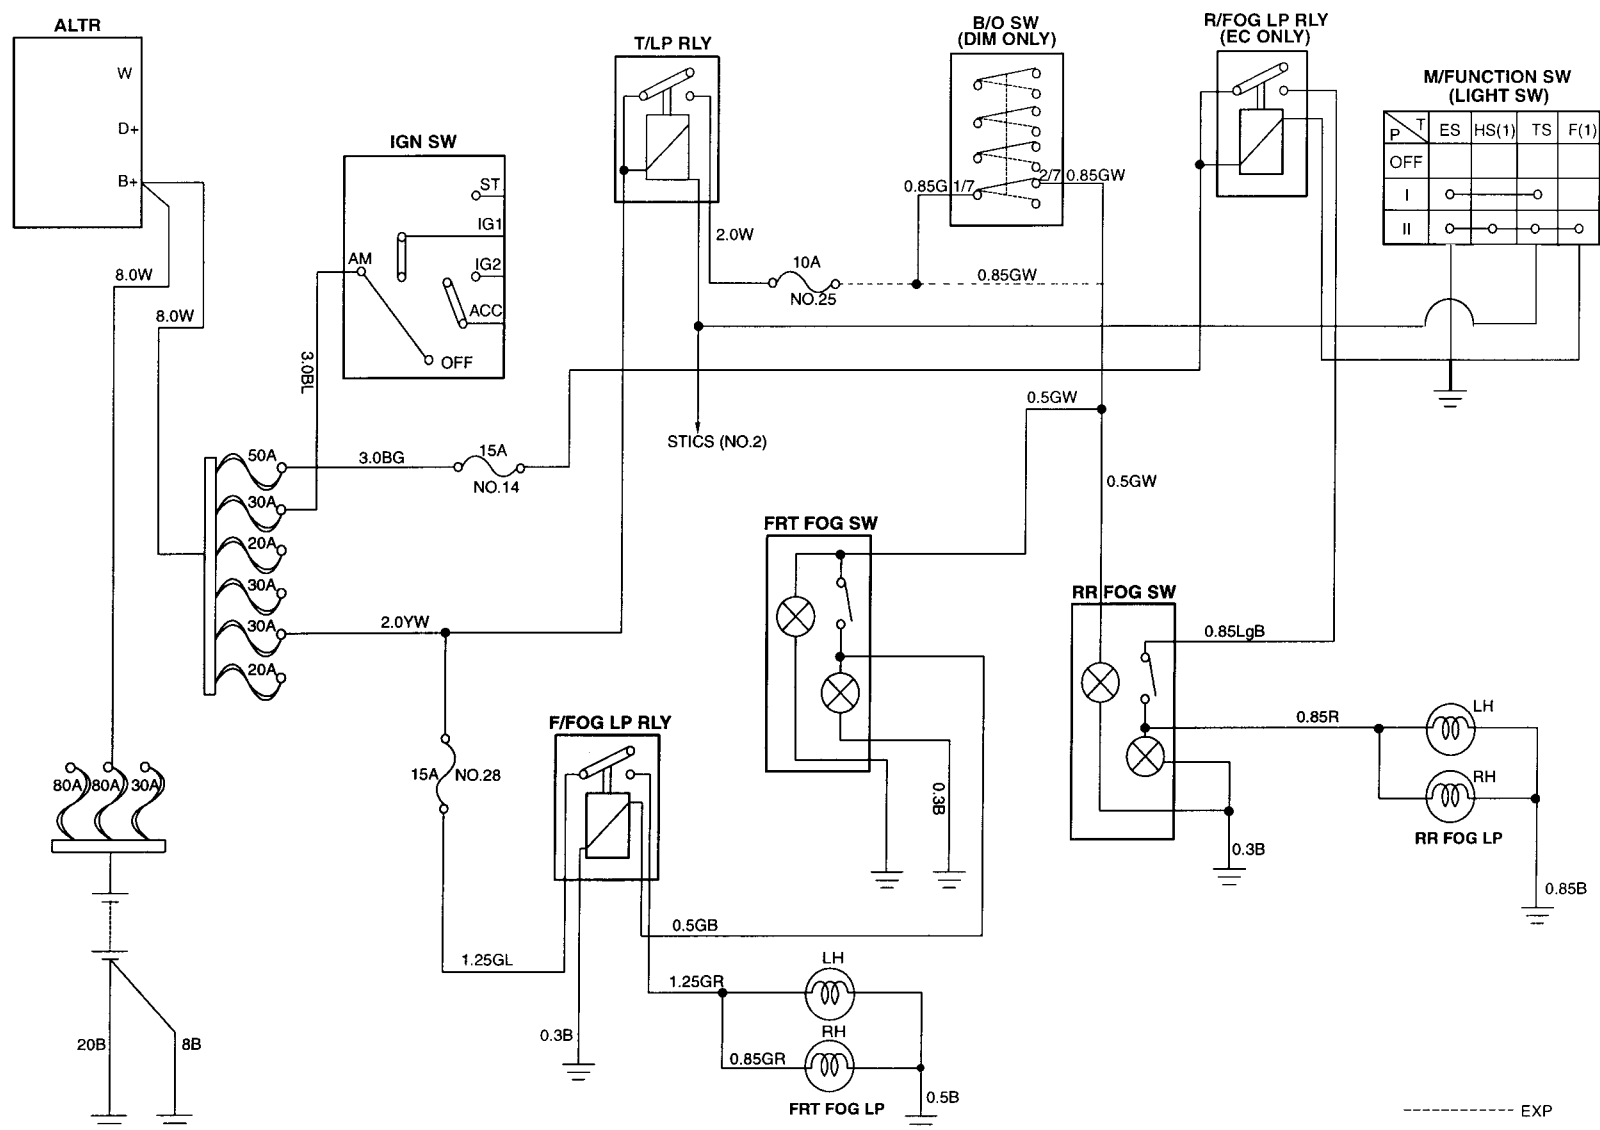 ALTR
W
D+
B+
8.0W
8.0W
IGN SW
ST
IG1
IG2
ACC
AM
OFF
3.0BL
T/LP RLY
2.0W
10A
NO.25
B/O SW
(DIM ONLY)
0.85G 1/7
2/7 0.85GW
0.85GW
R/FOG LP RLY
(EC ONLY)
M/FUNCTION SW
(LIGHT SW)
P T ES HS(1) TS F(1)
OFF
I
II
50A
30A
20A
30A
30A
20A
3.0BG
15A
NO.14
STICS (NO.2)
0.5GW
0.5GW
2.0YW
FRT FOG SW
0.3B
RR FOG SW
0.85LgB
0.85R
LH
RH
RR FOG LP
0.3B
0.85B
F/FOG LP RLY
15A NO.28
80A 80A 30A
1.25GL
0.5GB
1.25GR
LH
0.3B
RH
0.85GR
FRT FOG LP
0.5B
20B
8B
EXP